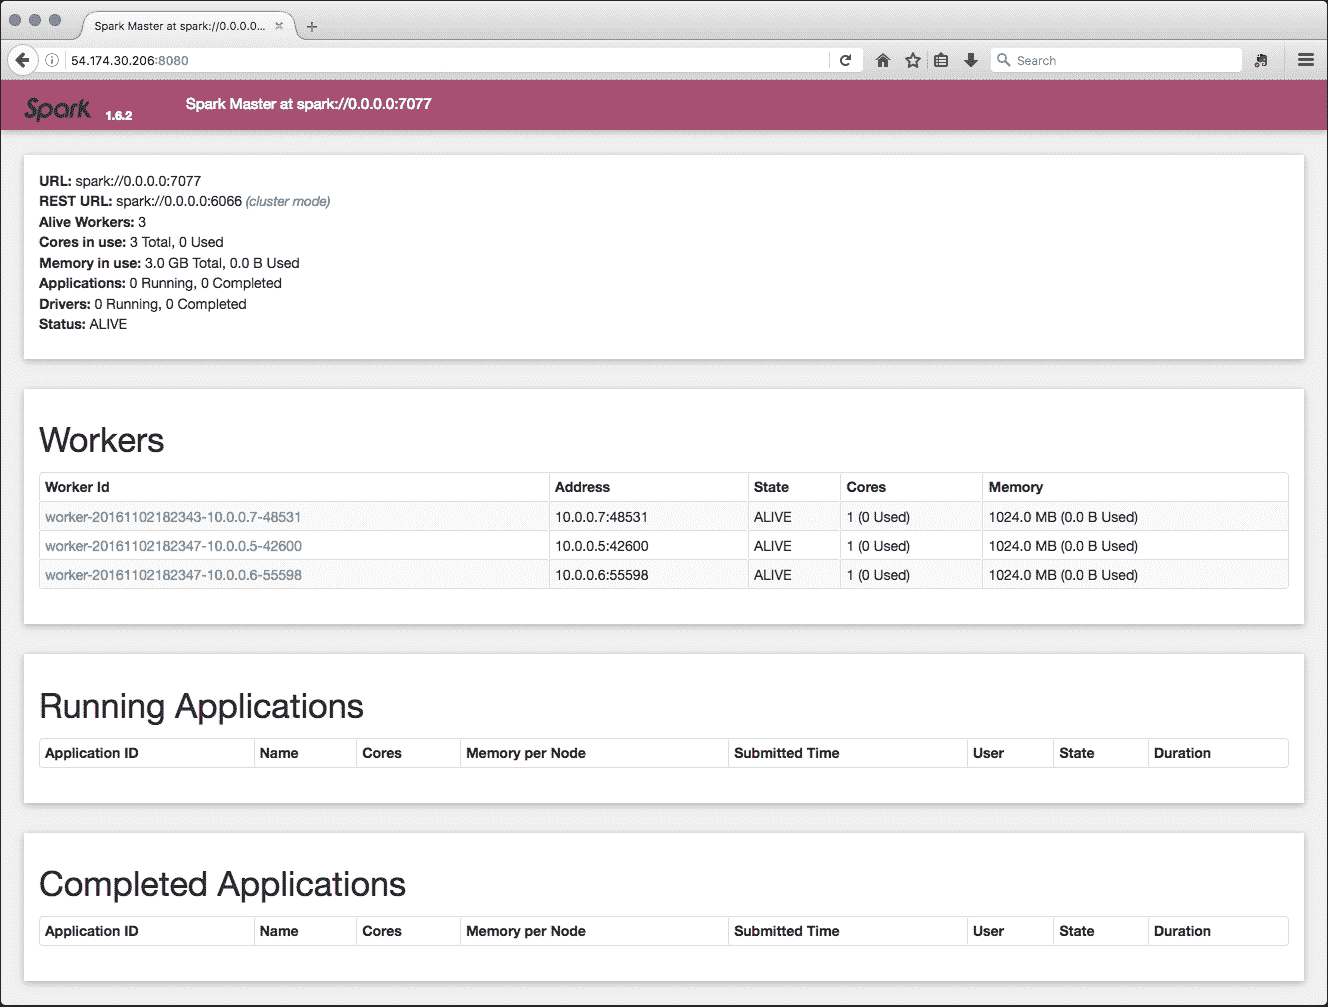 Spark Master at spark://0.0.0.0...
54.174.30.206:8080
Search
Spark 1.6.2 Spark Master at spark://0.0.0.0:7077
URL: spark://0.0.0.0:7077
REST URL: spark://0.0.0.0:6066 (cluster mode)
Alive Workers: 3
Cores in use: 3 Total, 0 Used
Memory in use: 3.0 GB Total, 0.0 B Used
Applications: 0 Running, 0 Completed
Drivers: 0 Running, 0 Completed
Status: ALIVE
Workers
Worker Id Address State Cores Memory
worker-20161102182343-10.0.0.7-48531 10.0.0.7:48531 ALIVE 1 (0 Used) 1024.0 MB (0.0 B Used)
worker-20161102182347-10.0.0.5-42600 10.0.0.5:42600 ALIVE 1 (0 Used) 1024.0 MB (0.0 B Used)
worker-20161102182347-10.0.0.6-55598 10.0.0.6:55598 ALIVE 1 (0 Used) 1024.0 MB (0.0 B Used)
Running Applications
Application ID Name Cores Memory per Node Submitted Time User State Duration
Completed Applications
Application ID Name Cores Memory per Node Submitted Time User State Duration